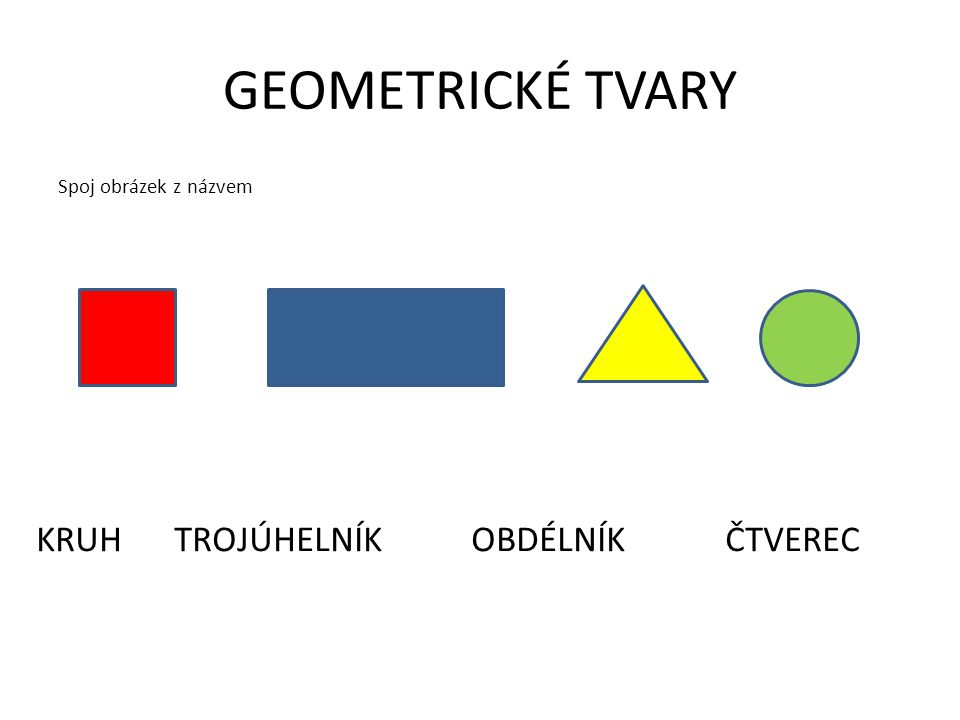 GEOMETRICKÉ TVARY
Spoj obrázek z názvem
KRUH TROJÚHELNÍK OBDÉLNÍK ČTVEREC